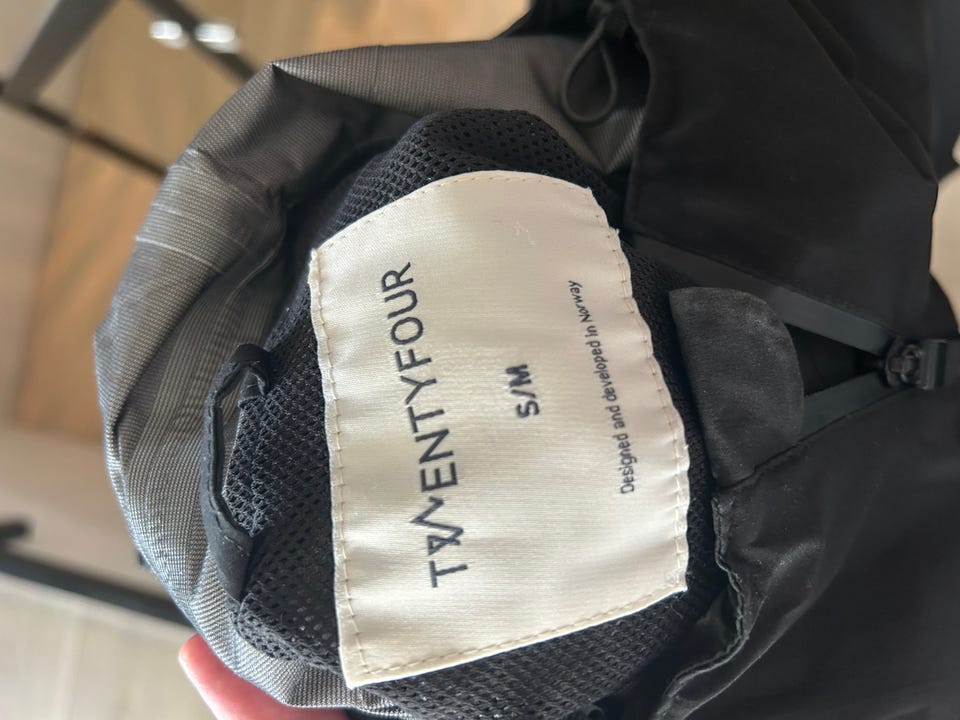 TWENTYFOUR
S/M
Designed and developed in Norway